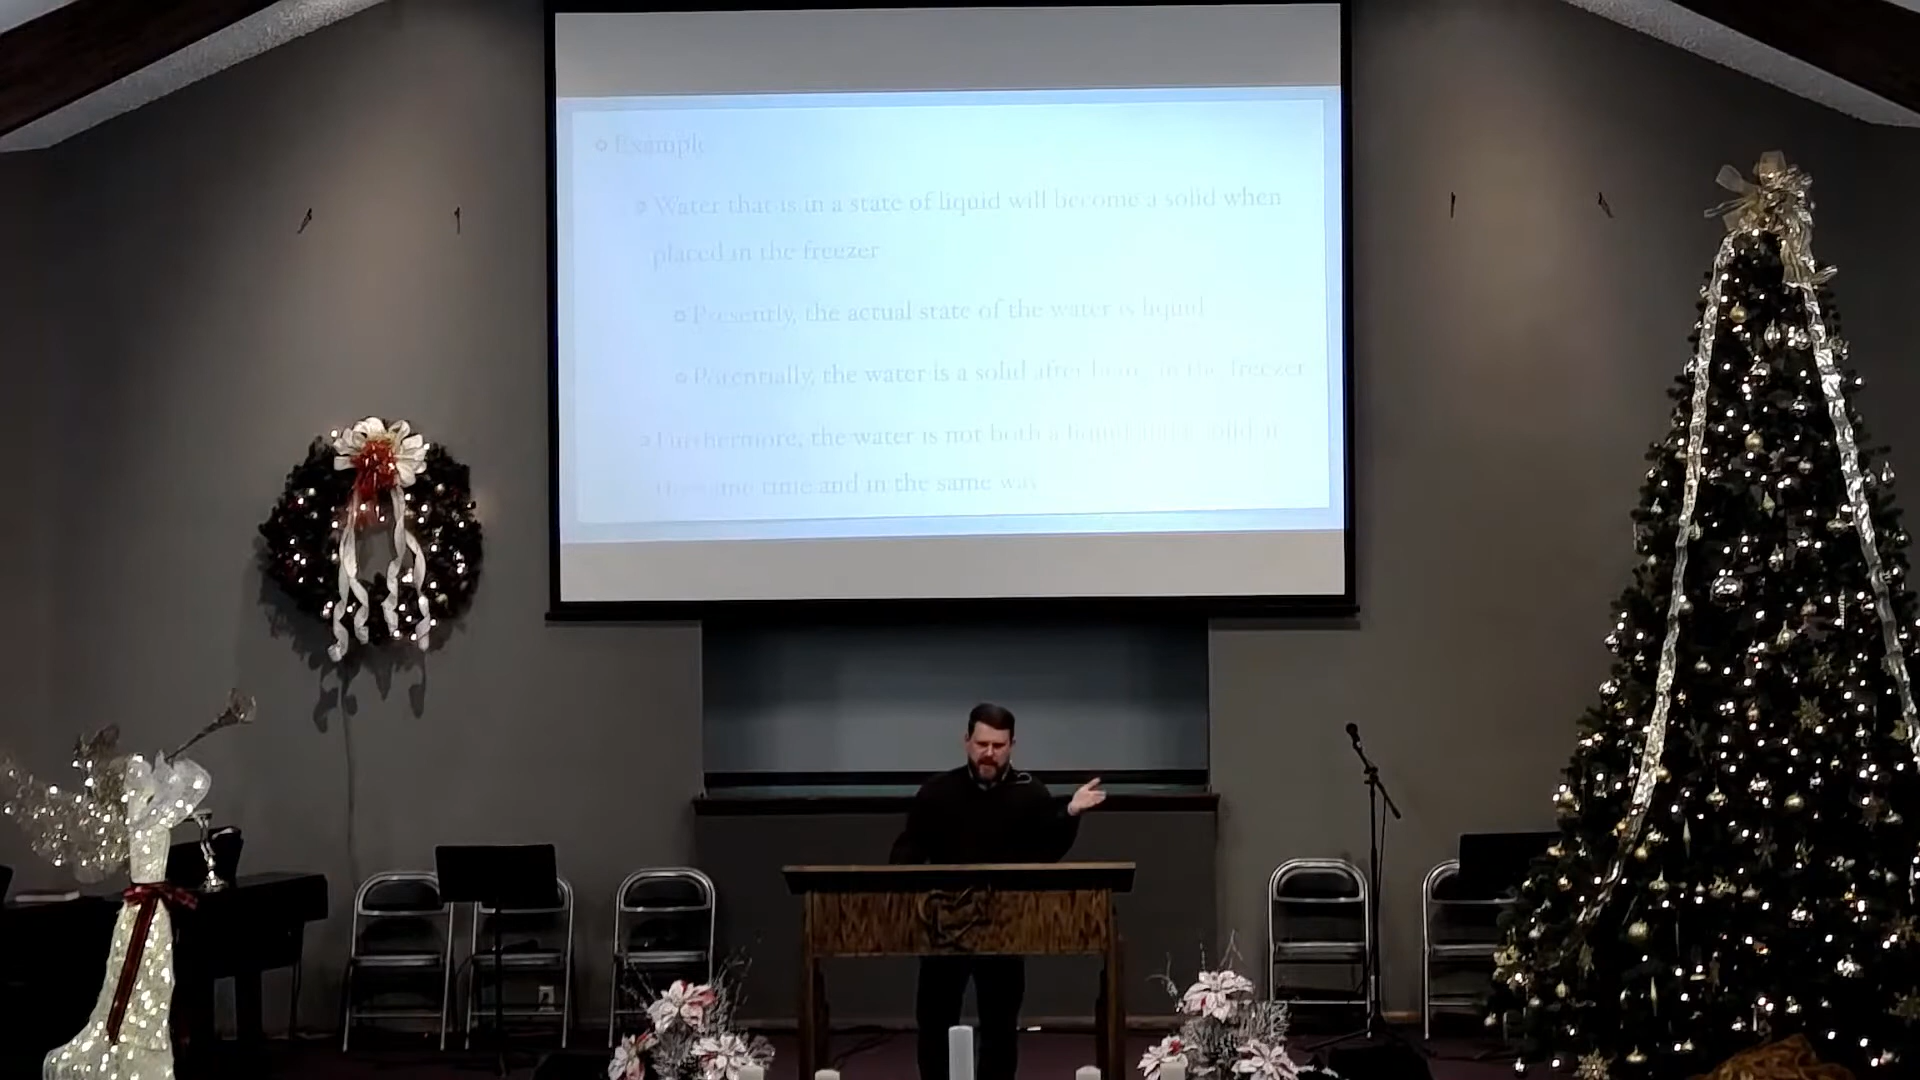 Example
Water that is in a state of liquid will become a solid when
placed in the freezer
Presently, the actual state of the water is liquid
Potentially, the water is a solid after being in the freezer
Furthermore, the water is not both a liquid and a solid at
the same time and in the same way